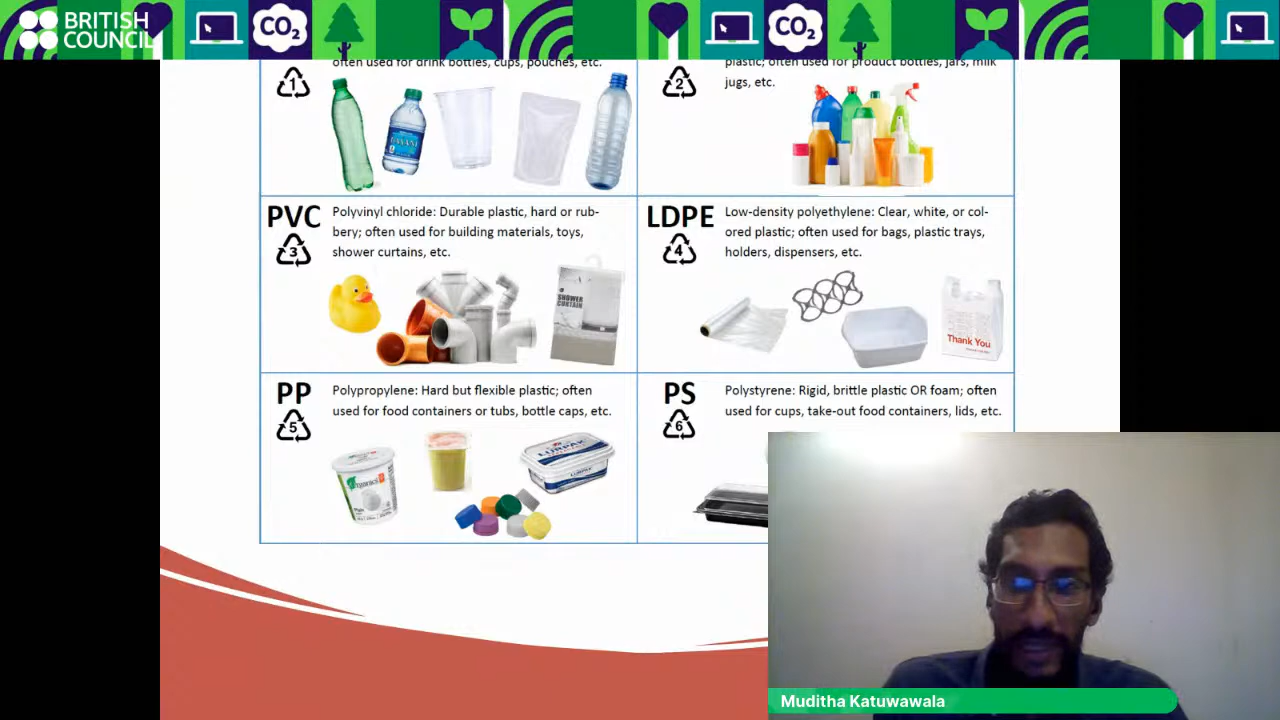 BRITISH
COUNCIL
CO₂
CO₂
often used for drink bottles, cups, pouches, etc.
1
plastic; often used for product bottles, jars, milk
jugs, etc.
2
PVC
3
Polyvinyl chloride: Durable plastic, hard or rub-
bery; often used for building materials, toys,
shower curtains, etc.
SHOWER
CURTAIN
LDPE
4
Low-density polyethylene: Clear, white, or col-
ored plastic; often used for bags, plastic trays,
holders, dispensers, etc.
Thank You
PP
5
Polypropylene: Hard but flexible plastic; often
used for food containers or tubs, bottle caps, etc.
LURPAK
PS
6
Polystyrene: Rigid, brittle plastic OR foam; often
used for cups, take-out food containers, lids, etc.
Muditha Katuwawala